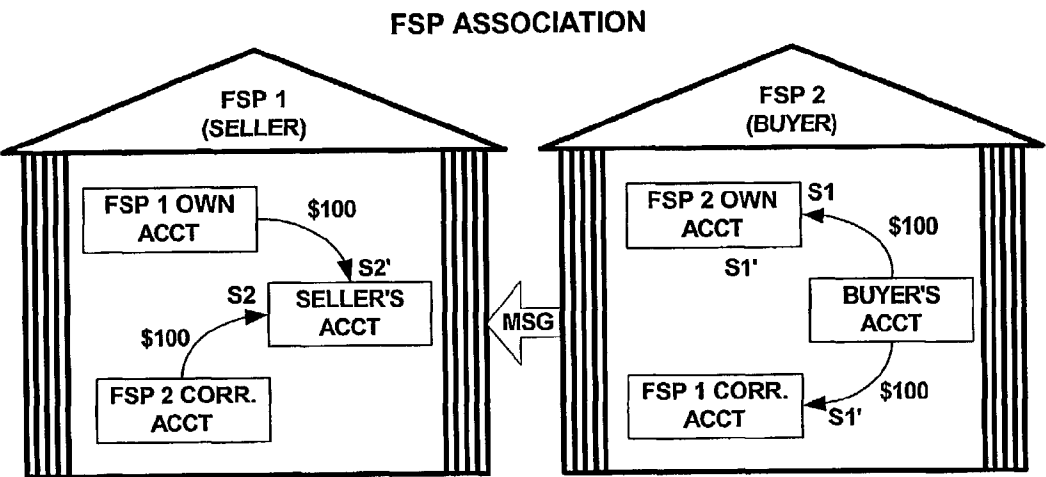 FSP ASSOCIATION
FSP 1
(SELLER)
FSP 1 OWN
ACCT
$100
S2'
S2
SELLER'S
ACCT
$100
FSP 2 CORR.
ACCT
MSG
FSP 2
(BUYER)
FSP 2 OWN
ACCT
S1
$100
S1'
BUYER'S
ACCT
FSP 1 CORR.
ACCT
$100
S1'